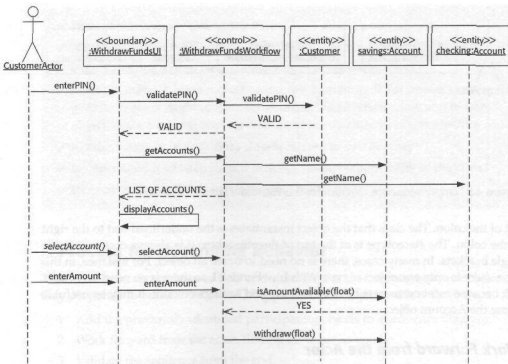 <<boundary>>
:WithdrawFundsUI
<<control>>
:WithdrawFundsWorkflow
<<entity>>
:Customer
<<entity>>
savings:Account
<<entity>>
checking:Account
CustomerActor
enterPIN()
validatePIN()
validatePIN()
VALID
VALID
getAccounts()
getName()
getName()
LIST OF ACCOUNTS
displayAccounts()
selectAccount()
selectAccount()
enterAmount
enterAmount
isAmountAvailable(float)
YES
withdraw(float)